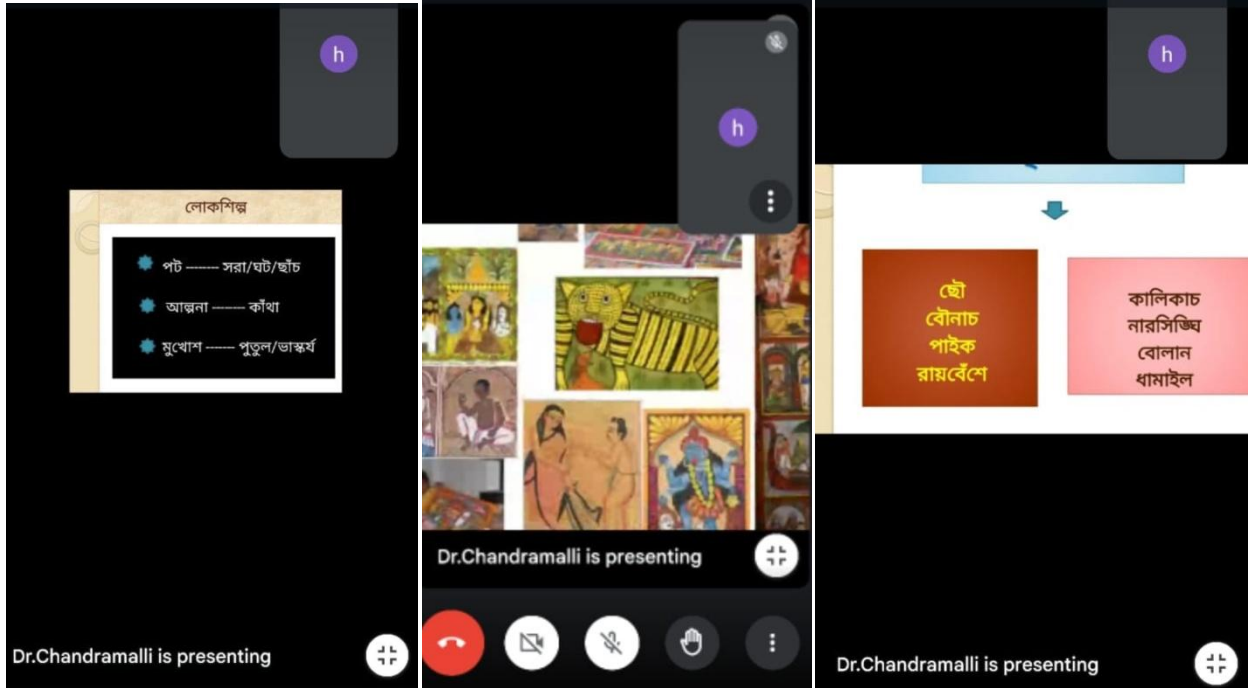 h
লোকশিল্প
পট ------- সরা/ঘট/ছাঁচ
আল্পনা -------- কাঁথা
মুখোশ ------ পুতুল/ভাস্কর্য
Dr.Chandramalli is presenting
h
Dr.Chandramalli is presenting
h
ছৌ
বৌনাচ
পাইক
রায়বেঁশে
কালিকাচ
নারসিঙ্ঘি
বোলান
ধামাইল
Dr.Chandramalli is presenting